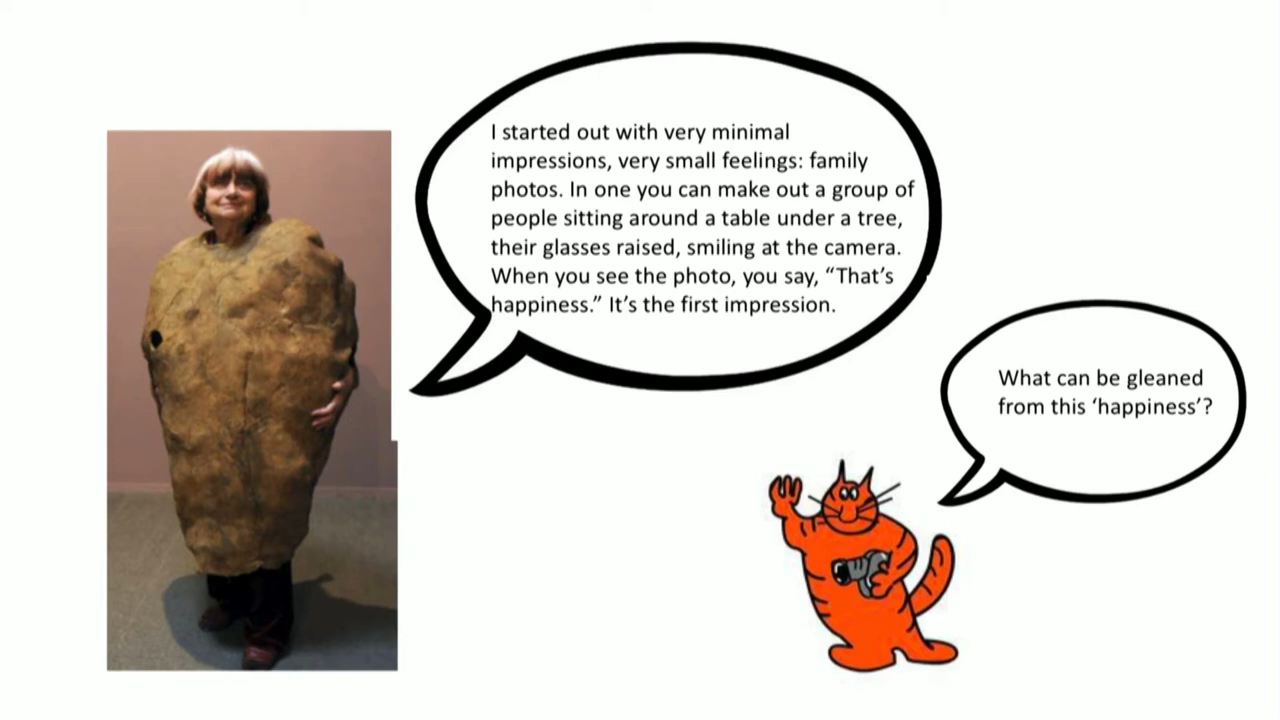 I started out with very minimal
impressions, very small feelings: family
photos. In one you can make out a group of
people sitting around a table under a tree,
their glasses raised, smiling at the camera.
When you see the photo, you say, “That’s
happiness.” It’s the first impression.
What can be gleaned
from this ‘happiness’?